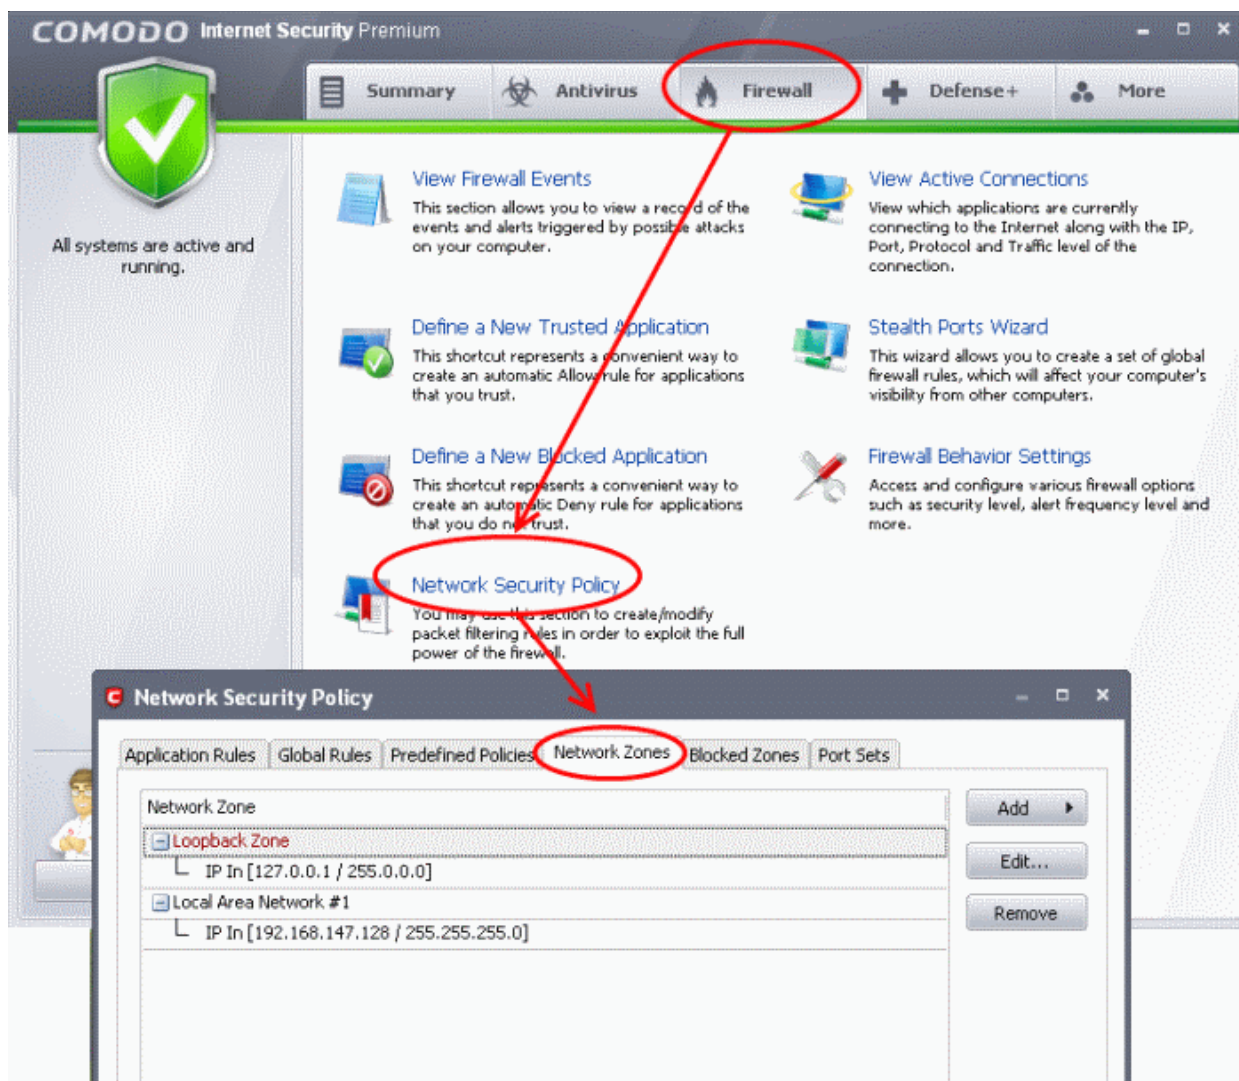 COMODO Internet Security Premium
Summary
Antivirus
Firewall
Defense+
More
All systems are active and
running.
View Firewall Events
This section allows you to view a record of the
events and alerts triggered by possible attacks
on your computer.
View Active Connections
View which applications are currently
connecting to the Internet along with the IP,
Port, Protocol and Traffic level of the
connection.
Define a New Trusted Application
This shortcut represents a convenient way to
create an automatic Allow rule for applications
that you trust.
Stealth Ports Wizard
This wizard allows you to create a set of global
firewall rules, which will affect your computer's
visibility from other computers.
Define a New Blocked Application
This shortcut represents a convenient way to
create an automatic Deny rule for applications
that you do not trust.
Firewall Behavior Settings
Access and configure various firewall options
such as security level, alert frequency level and
more.
Network Security Policy
You may use this section to create/modify
packet filtering rules in order to exploit the full
power of the firewall.
Network Security Policy
Application Rules
Global Rules
Predefined Policies
Network Zones
Blocked Zones
Port Sets
Network Zone
Loopback Zone
IP In [127.0.0.1 / 255.0.0.0]
Local Area Network #1
IP In [192.168.147.128 / 255.255.255.0]
Add
Edit...
Remove